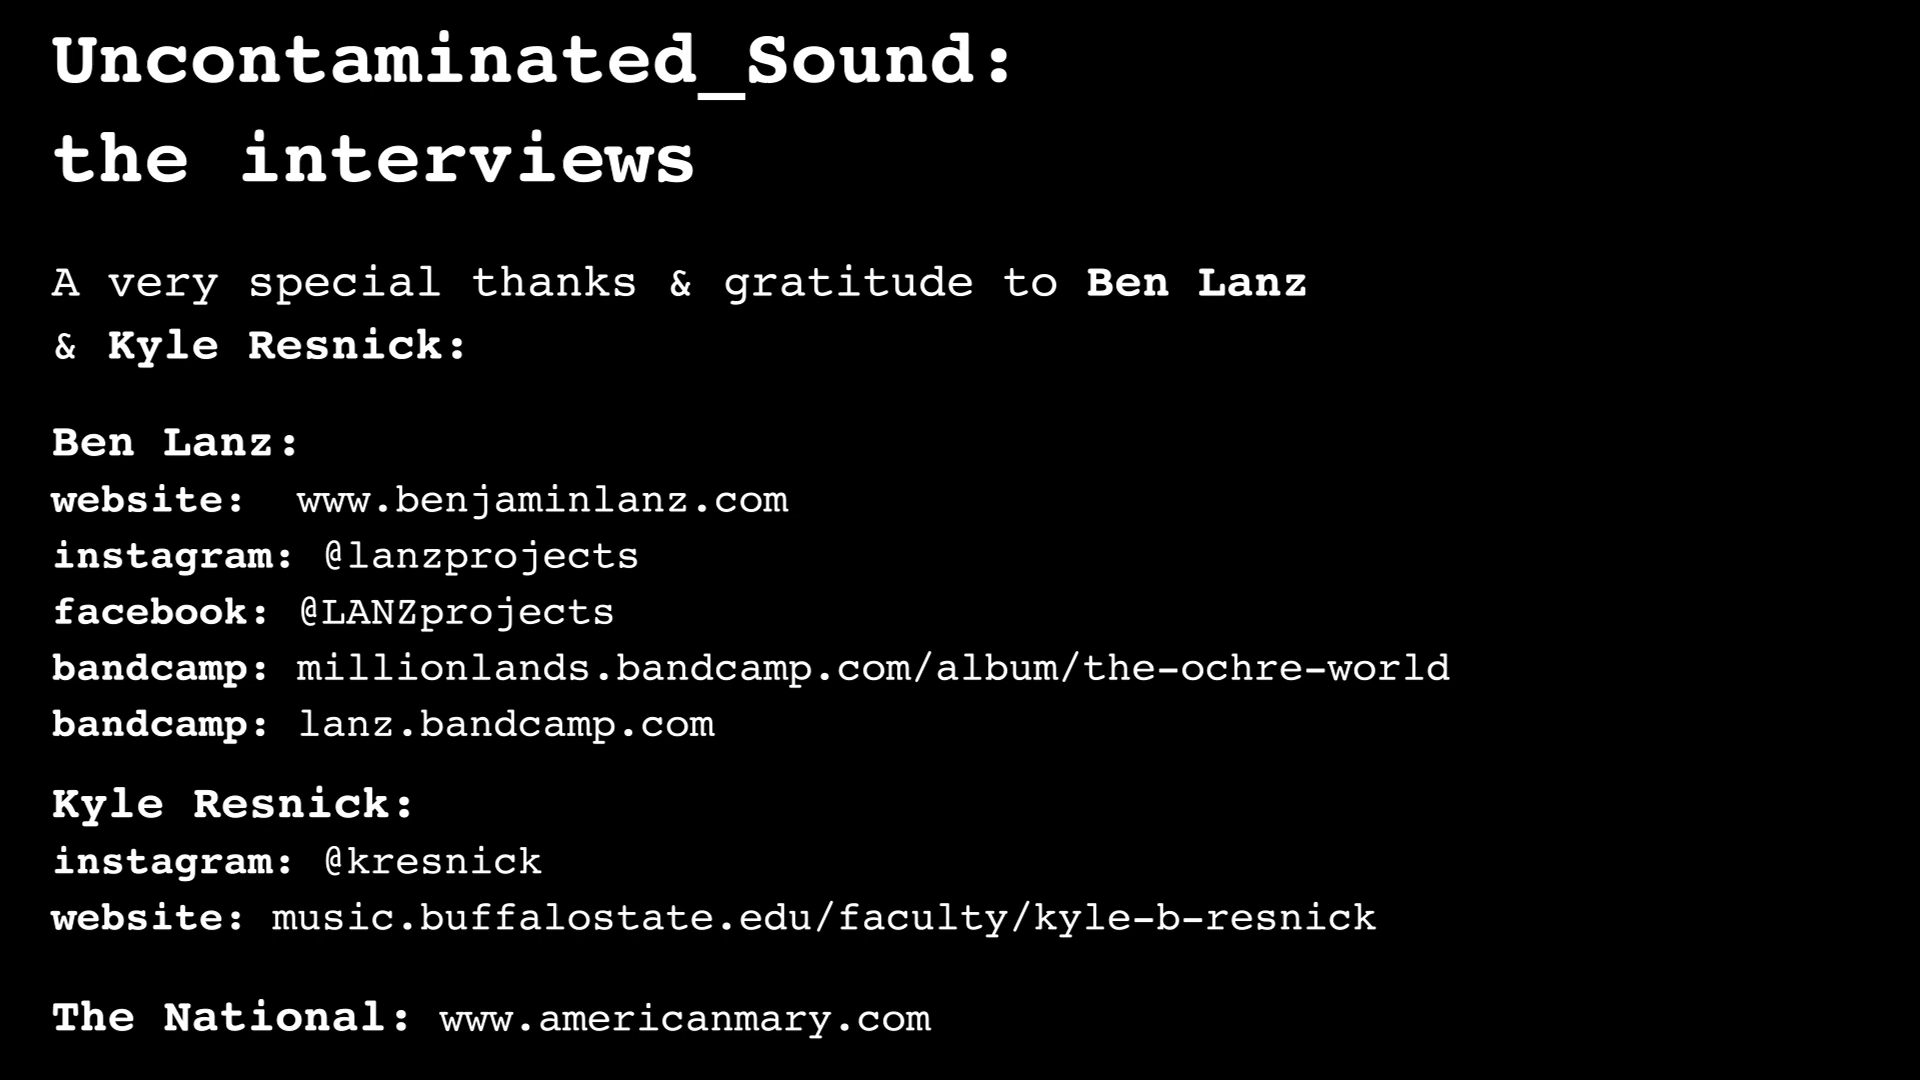 Uncontaminated_Sound:
the interviews
A very special thanks & gratitude to Ben Lanz
& Kyle Resnick:
Ben Lanz:
website: www.benjaminlanz.com
instagram: @lanzprojects
facebook: @LANZprojects
bandcamp: millionlands.bandcamp.com/album/the-ochre-world
bandcamp: lanz.bandcamp.com
Kyle Resnick:
instagram: @kresnick
website: music.buffalostate.edu/faculty/kyle-b-resnick
The National: www.americanmary.com